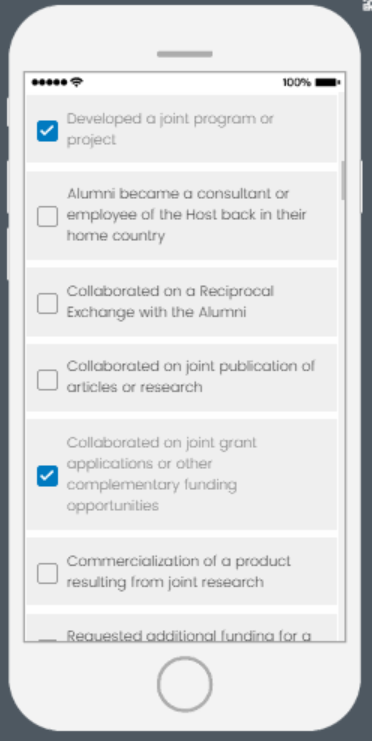 100%
Developed a joint program or
project
Alumni became a consultant or
employee of the Host back in their
home country
Collaborated on a Reciprocal
Exchange with the Alumni
Collaborated on joint publication of
articles or research
Collaborated on joint grant
applications or other
complementary funding
opportunities
Commercialization of a product
resulting from joint research
Requested additional funding for a